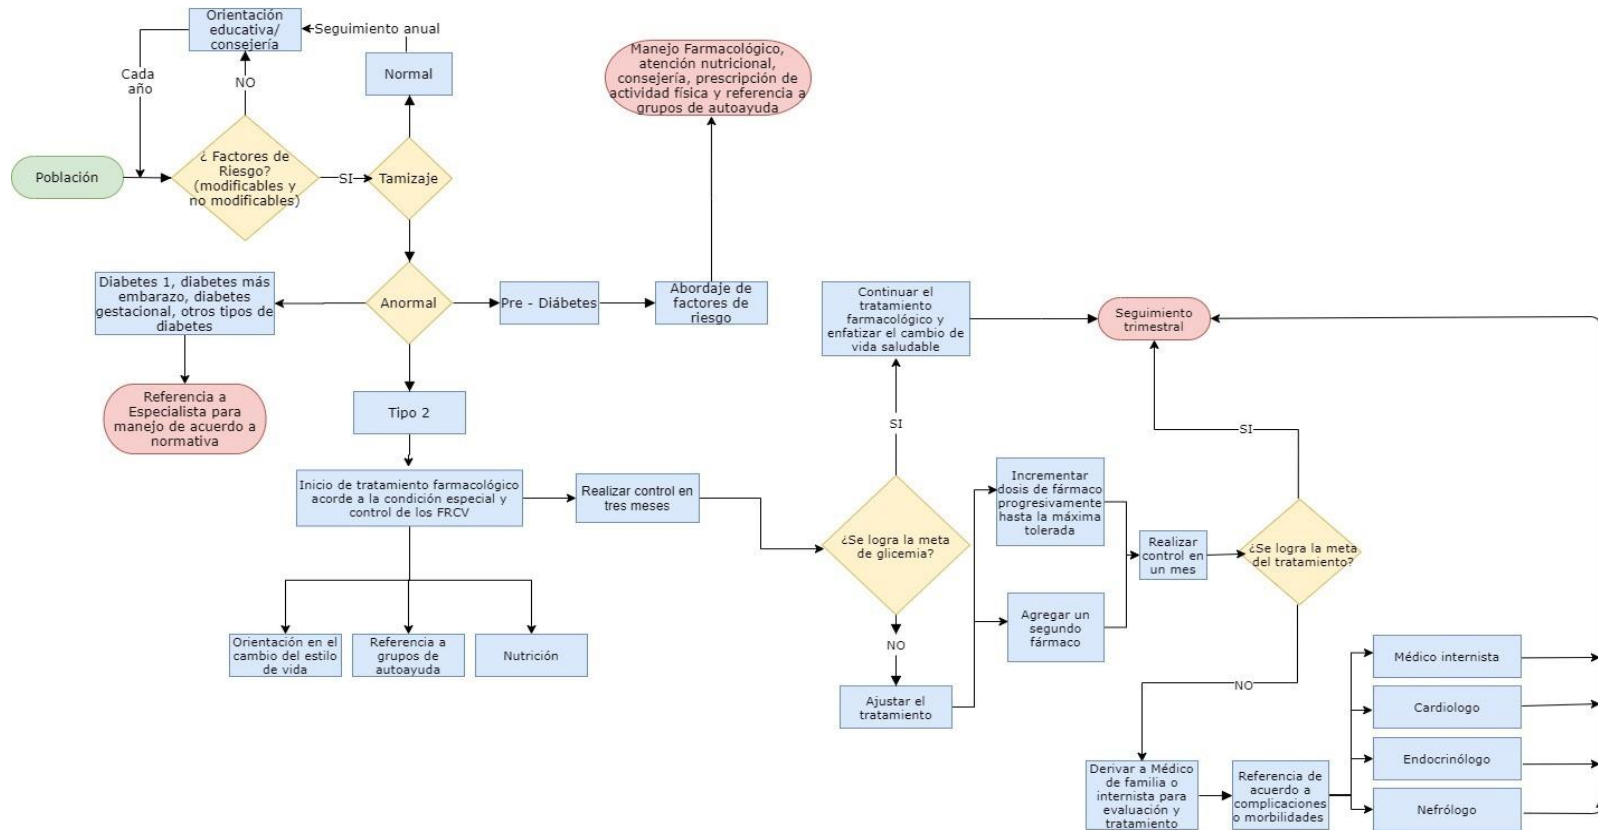 Orientación
educativa/
consejería
Seguimiento anual
Cada
año
NO
Normal
Manejo Farmacológico,
atención nutricional,
consejería, prescripción de
actividad física y referencia a
grupos de autoayuda
Población
¿ Factores de
Riesgo?
(modificables y
no modificables)
SI
Tamizaje
Diabetes 1, diabetes más
embarazo, diabetes
gestacional, otros tipos de
diabetes
Anormal
Pre - Diábetes
Abordaje de
factores de
riesgo
Continuar el
tratamiento
farmacológico y
enfatizar el cambio de
vida saludable
Seguimiento
trimestral
Referencia a
Especialista para
manejo de acuerdo a
normativa
Tipo 2
SI
SI
Inicio de tratamiento farmacológico
acorde a la condición especial y
control de los FRCV
Realizar control en
tres meses
¿Se logra la meta
de glicemia?
Incrementar
dosis de fármaco
progresivamente
hasta la máxima
tolerada
Realizar
control en
un mes
¿Se logra la meta
del tratamiento?
Agregar un
segundo
fármaco
NO
Orientación en el
cambio del estilo
de vida
Referencia a
grupos de
autoayuda
Nutrición
Ajustar el
tratamiento
NO
Médico internista
Cardiologo
Endocrinólogo
Nefrólogo
Derivar a Médico
de familia o
internista para
evaluación y
tratamiento
Referencia de
acuerdo a
complicaciones
o morbilidades